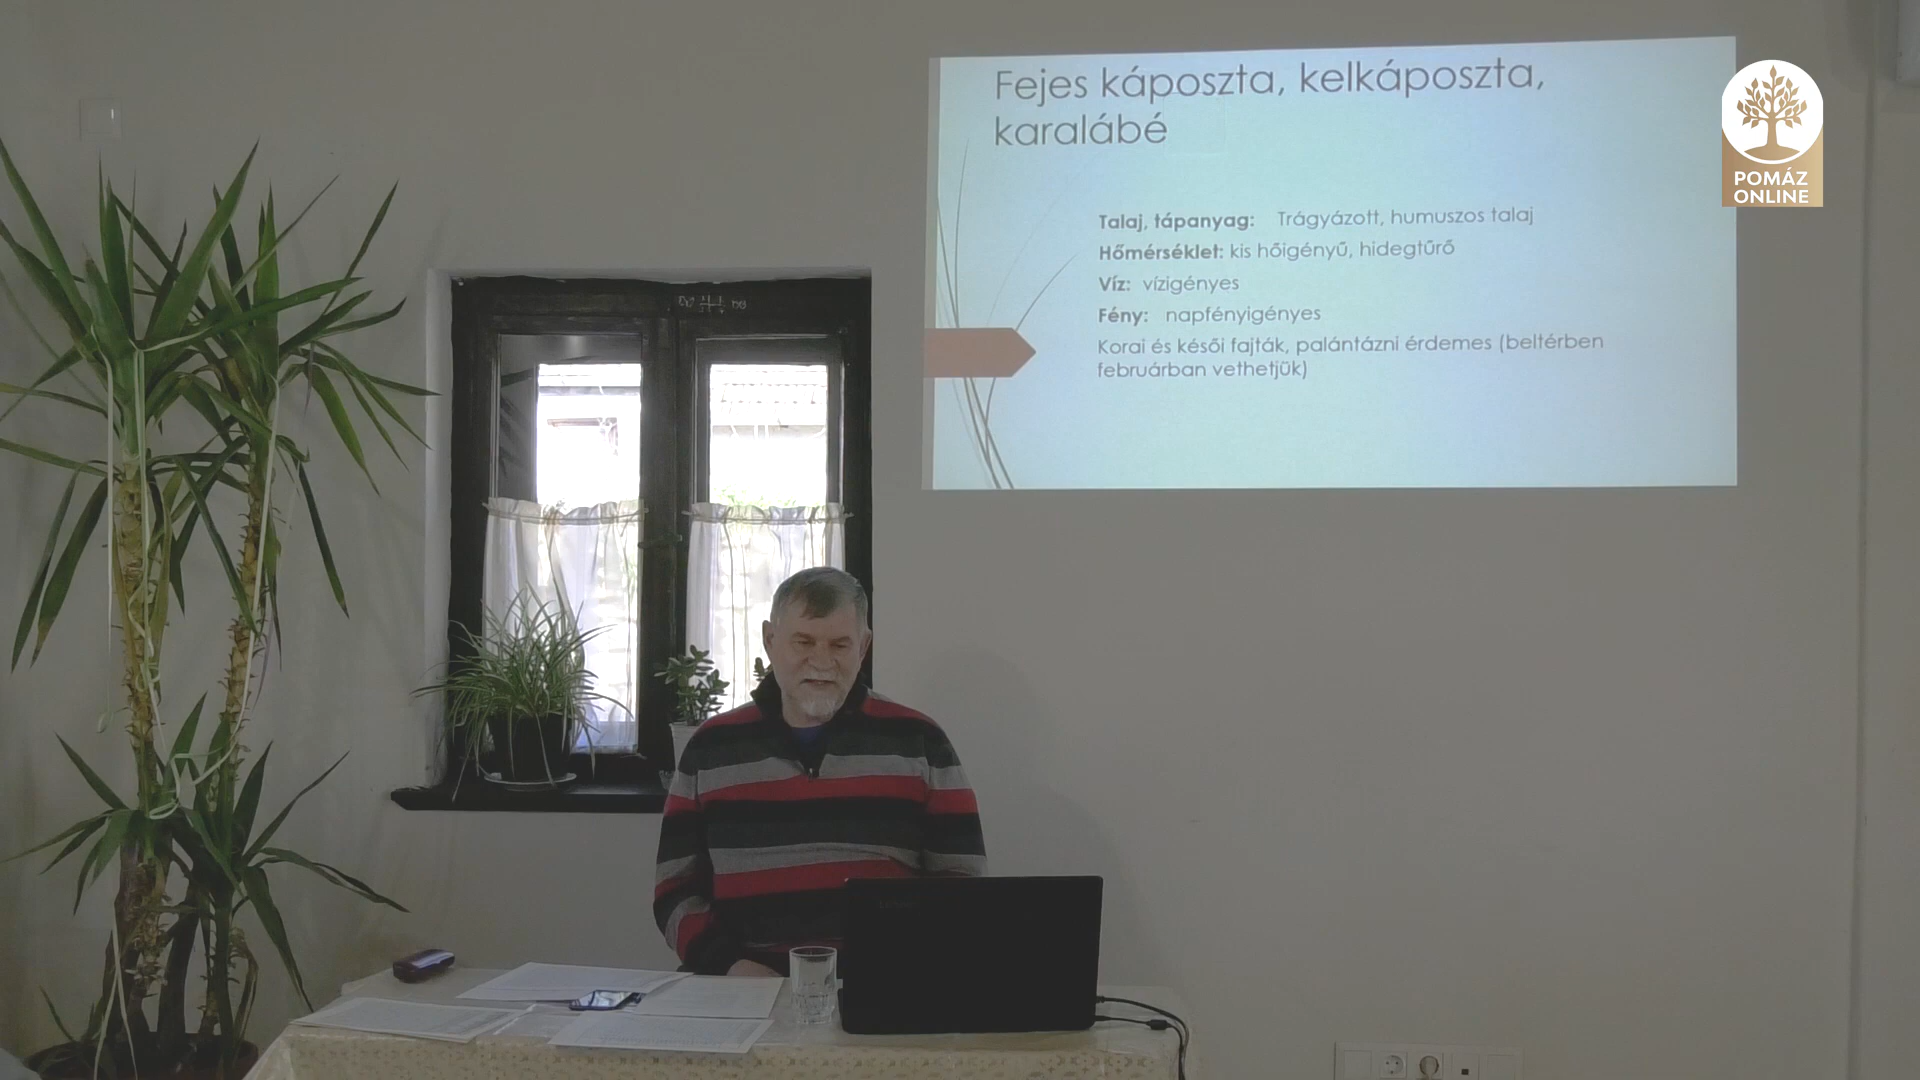 Fejes káposzta, kelkáposzta,
karalábé
Talaj, tápanyag: Trágyázott, humuszos talaj
Hőmérséklet: kis hőigényű, hidegtűrő
Víz: vízigényes
Fény: napfényigényes
Korai és késői fajták, palántázni érdemes (beltérben
februárban vethetjük)
POMÁZ
ONLINE